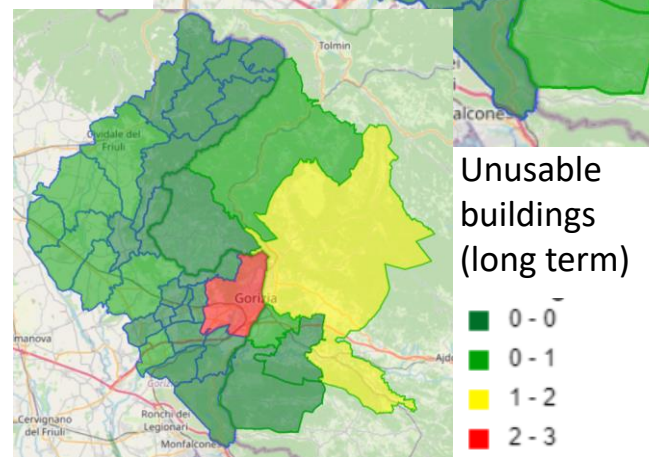 Tolmin
Cividale del
Friuli
alcone
Gorizia
Ajd
manova
Cervignano
del Friuli
Ronchi dei
Legionari
Monfalcone
Unusable
buildings
(long term)
0 - 0
0 - 1
1 - 2
2 - 3